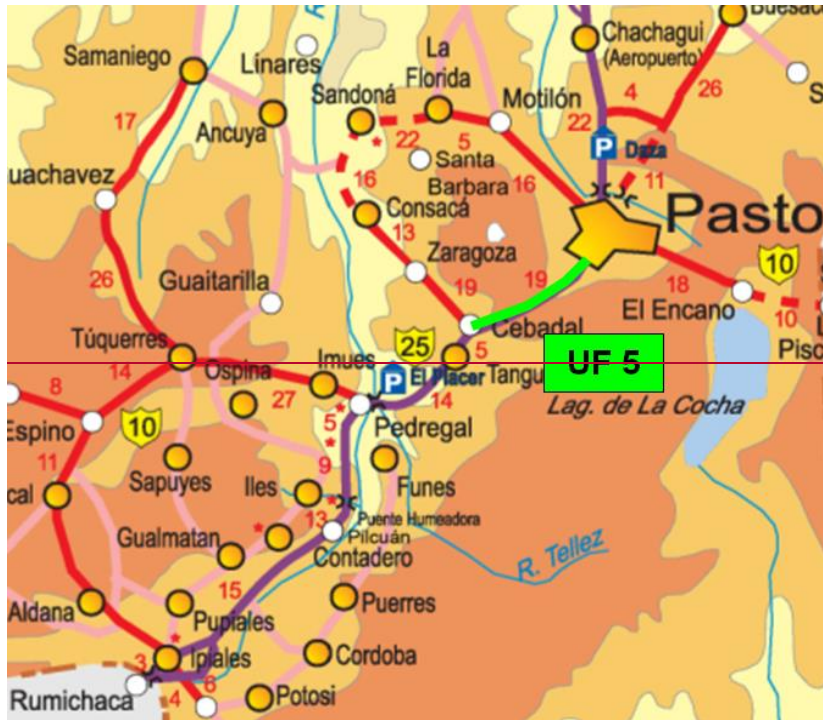 Buesaco
Chachagui
(Aeropuerto)
R
La
Florida
Samaniego
Linares
Sandoná
Motilón
4
26
S
17
Ancuya
22
5
22
P
Daza
*
Santa
Barbara
16
11
uachavez
16
Consacá
Pasto
13
Zaragoza
19
18
10
26
Guaitarilla
19
El Encano
10
L
Cebadal
Piso
Túquerres
25
5
UF 5
14
Ospina
Imues
P
El Placer
Tangu
8
27
14
Lag. de La Cocha
Espino
10
5
*
Pedregal
11
*
9
cal
Sapuyes
Iles
Funes
*
13
Puente Humeadora
Gualmatan
*
Pilcuán
Contadero
R. Tellez
15
Aldana
Pupiales
Puerres
*
Ipiales
Cordoba
3
Rumichaca
4
6
Potosi